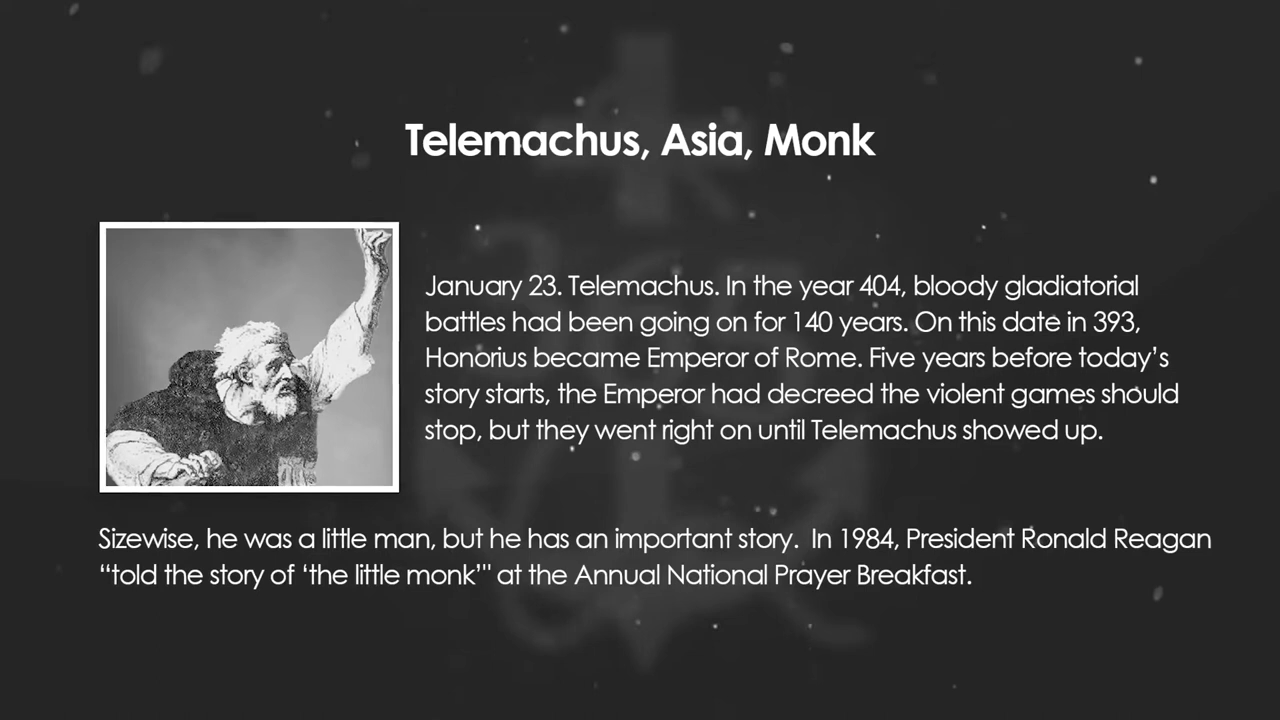 Telemachus, Asia, Monk
January 23. Telemachus. In the year 404, bloody gladiatorial
battles had been going on for 140 years. On this date in 393,
Honorius became Emperor of Rome. Five years before today’s
story starts, the Emperor had decreed the violent games should
stop, but they went right on until Telemachus showed up.
Sizewise, he was a little man, but he has an important story.  In 1984, President Ronald Reagan
“told the story of ‘the little monk’" at the Annual National Prayer Breakfast.